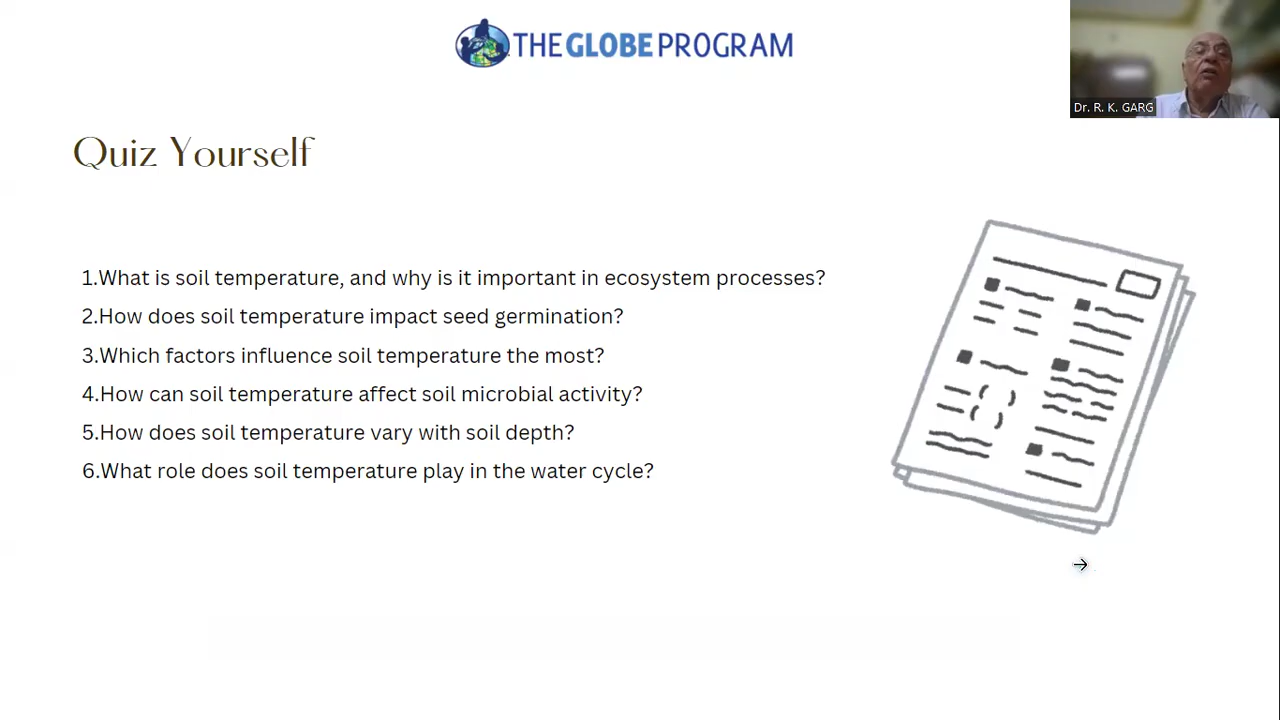 THE GLOBE PROGRAM
Dr. R. K. GARG
Quiz Yourself
1.What is soil temperature, and why is it important in ecosystem processes?
2.How does soil temperature impact seed germination?
3.Which factors influence soil temperature the most?
4.How can soil temperature affect soil microbial activity?
5.How does soil temperature vary with soil depth?
6.What role does soil temperature play in the water cycle?